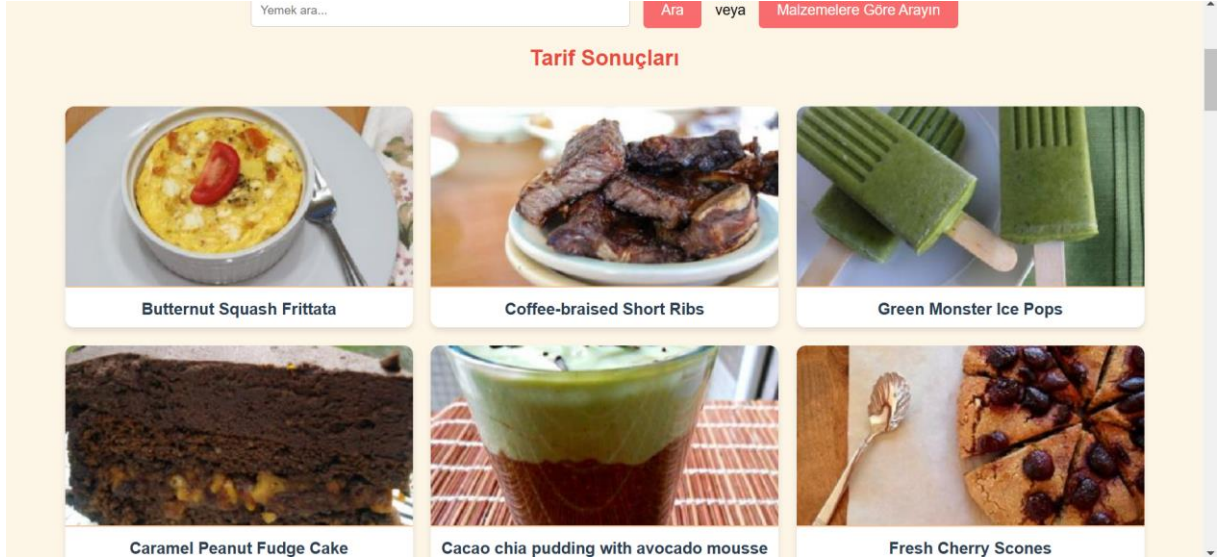 Yemek ara... Ara veya Malzemelere Göre Arayın
Tarif Sonuçları
Butternut Squash Frittata
Coffee-braised Short Ribs
Green Monster Ice Pops
Caramel Peanut Fudge Cake
Cacao chia pudding with avocado mousse
Fresh Cherry Scones